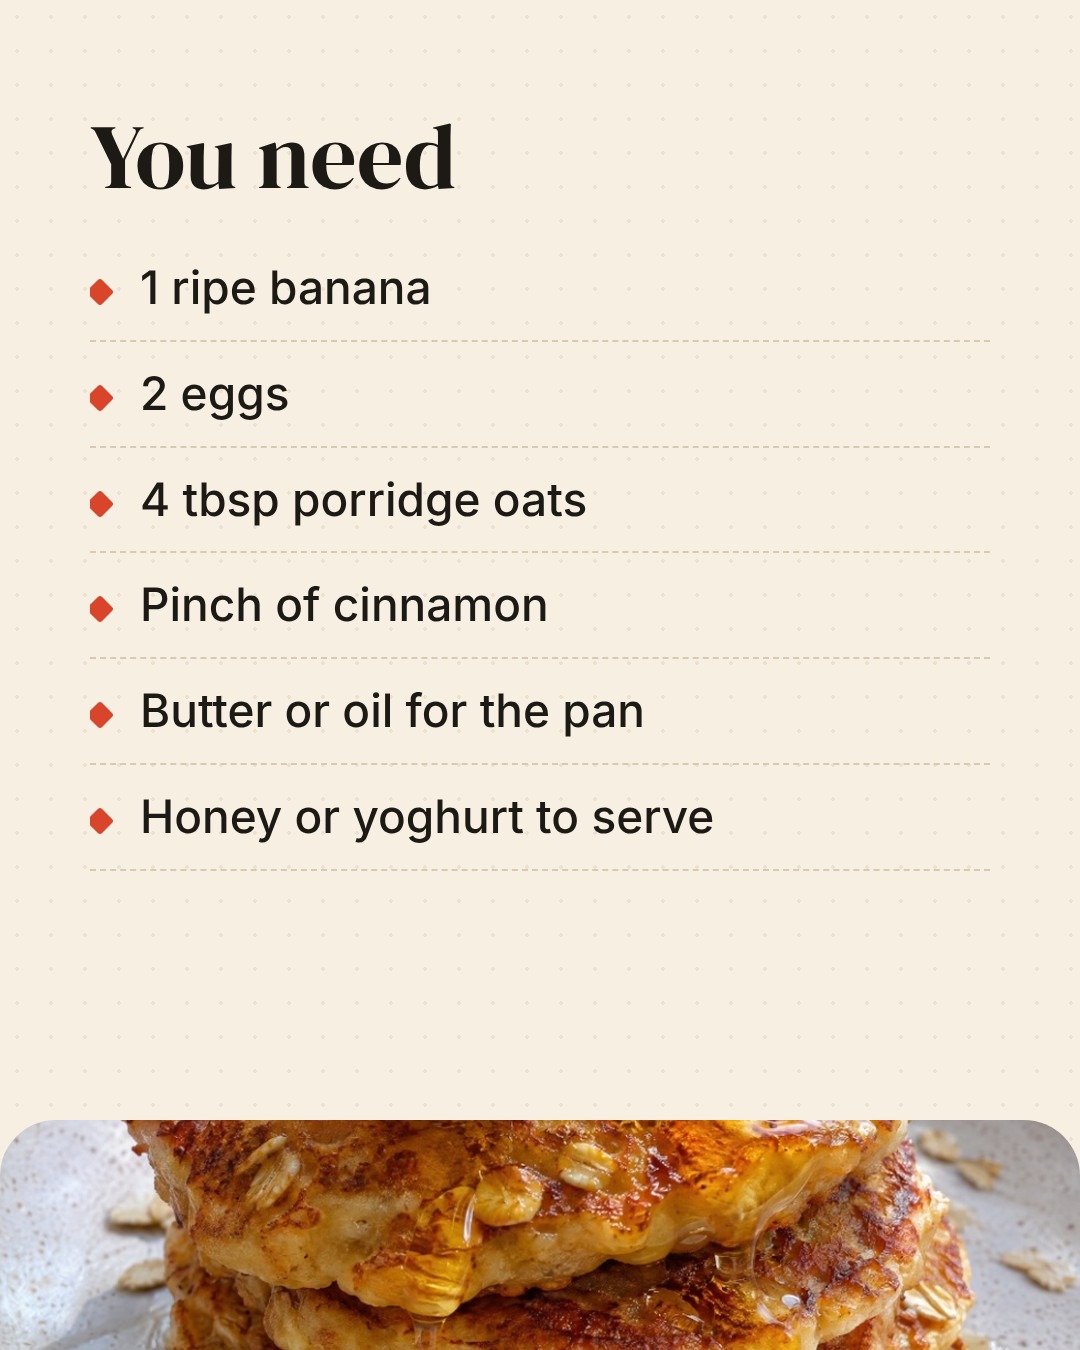 You need
1 ripe banana
2 eggs
4 tbsp porridge oats
Pinch of cinnamon
Butter or oil for the pan
Honey or yoghurt to serve